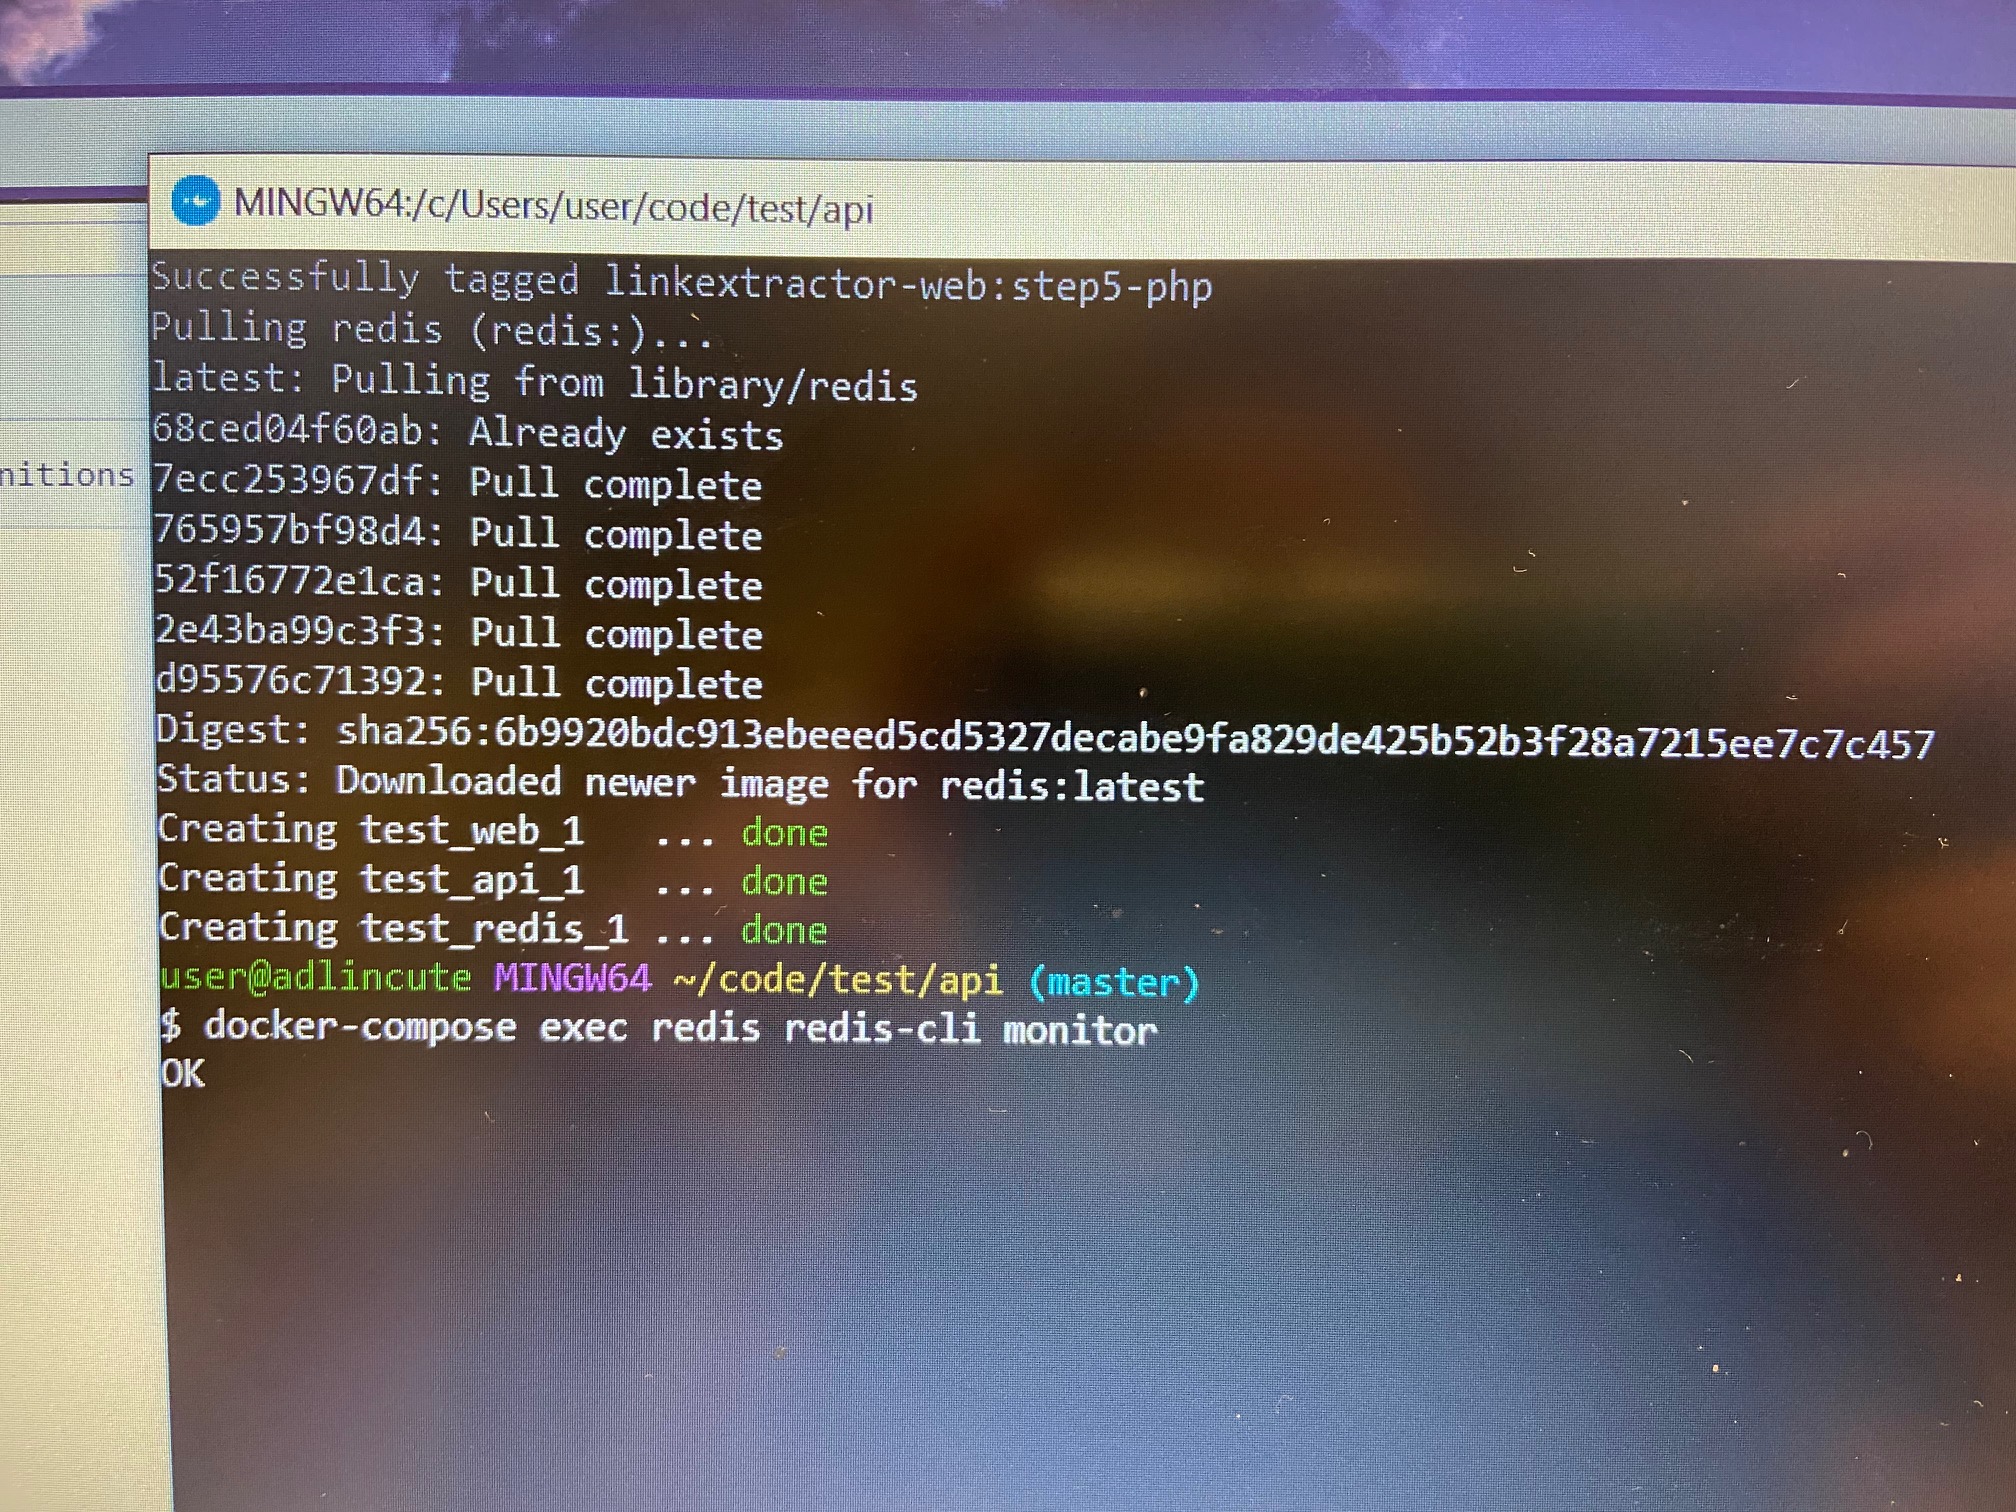 MINGW64:/c/Users/user/code/test/api
Successfully tagged linkextractor-web:step5-php
Pulling redis (redis:)...
latest: Pulling from library/redis
68ced04f60ab: Already exists
nitions
7ecc253967df: Pull complete
765957bf98d4: Pull complete
52f16772e1ca: Pull complete
2e43ba99c3f3: Pull complete
d95576c71392: Pull complete
Digest: sha256:6b9920bdc913ebeeed5cd5327decabe9fa829de425b52b3f28a7215ee7c7c457
Status: Downloaded newer image for redis:latest
Creating test_web_1   ... done
Creating test_api_1   ... done
Creating test_redis_1 ... done
user@adlincute MINGW64 ~/code/test/api (master)
$ docker-compose exec redis redis-cli monitor
OK